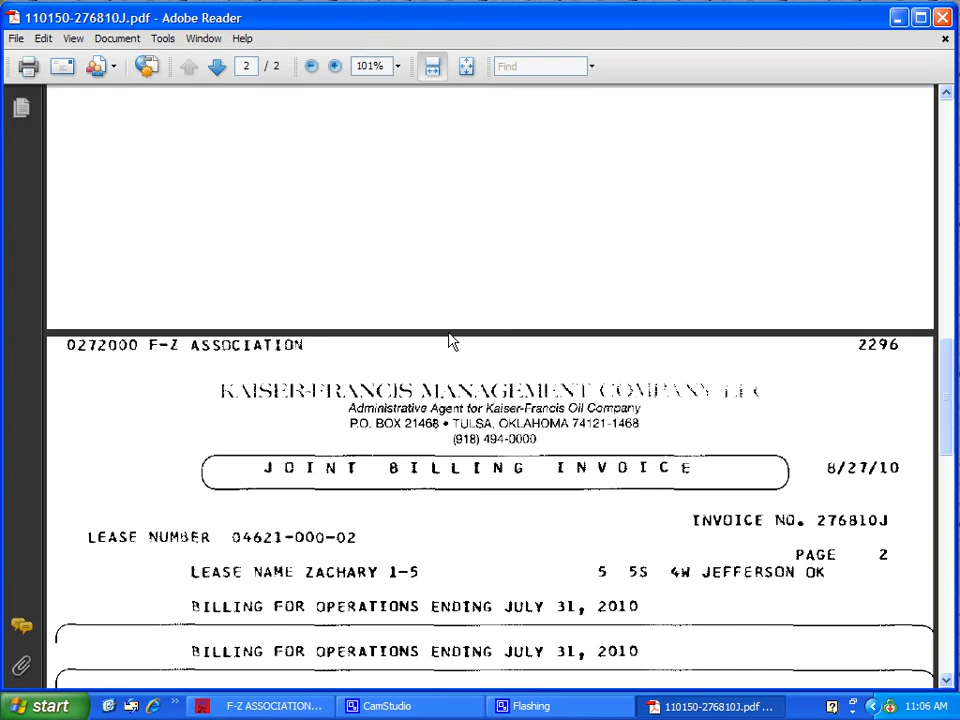 110150-276810J.pdf - Adobe Reader
File Edit View Document Tools Window Help
2 / 2 101% Find
0272000 F-Z ASSOCIATION 2296
KAISER-FRANCIS MANAGEMENT COMPANY LLC
Administrative Agent for Kaiser-Francis Oil Company
P.O. BOX 21468 • TULSA, OKLAHOMA 74121-1468
(918) 494-0000
JOINT BILLING INVOICE 8/27/10
INVOICE NO. 276810J
LEASE NUMBER 04621-000-02
PAGE 2
LEASE NAME ZACHARY 1-5 5 5S 4W JEFFERSON OK
BILLING FOR OPERATIONS ENDING JULY 31, 2010
BILLING FOR OPERATIONS ENDING JULY 31, 2010
start F-Z ASSOCIATION... CamStudio Flashing 110150-276810J.pdf ... 11:06 AM